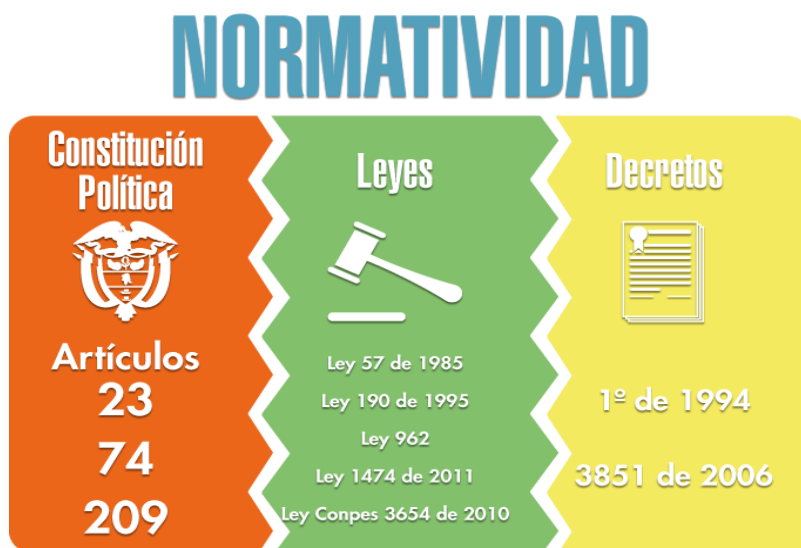 NORMATIVIDAD
Constitución
Política
Artículos
23
74
209
Leyes
Ley 57 de 1985
Ley 190 de 1995
Ley 962
Ley 1474 de 2011
Ley Conpes 3654 de 2010
Decretos
1º de 1994
3851 de 2006